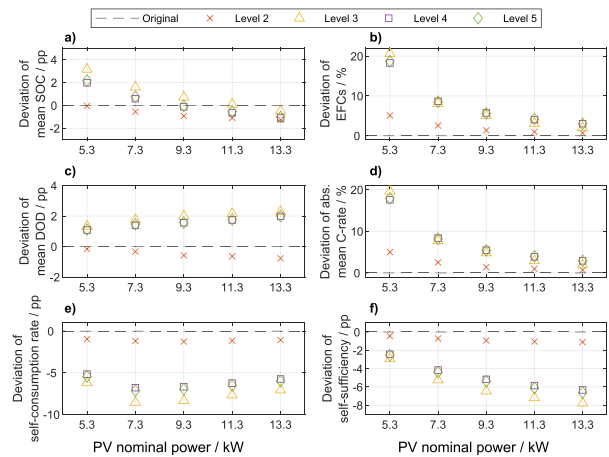 Original Level 2 Level 3 Level 4 Level 5
a) b)
Deviation of
mean SOC / pp
4
2
0
-2
5.3 7.3 9.3 11.3 13.3
Deviation of
EFCs / %
20
10
0
5.3 7.3 9.3 11.3 13.3
c) d)
Deviation of
mean DOD / pp
4
2
0
-2
5.3 7.3 9.3 11.3 13.3
Deviation of abs.
mean C-rate / %
20
10
0
5.3 7.3 9.3 11.3 13.3
e) f)
Deviation of
self-consumption rate / pp
0
-5
-10
5.3 7.3 9.3 11.3 13.3
PV nominal power / kW
Deviation of
self-sufficiency / pp
0
-2
-4
-6
-8
5.3 7.3 9.3 11.3 13.3
PV nominal power / kW